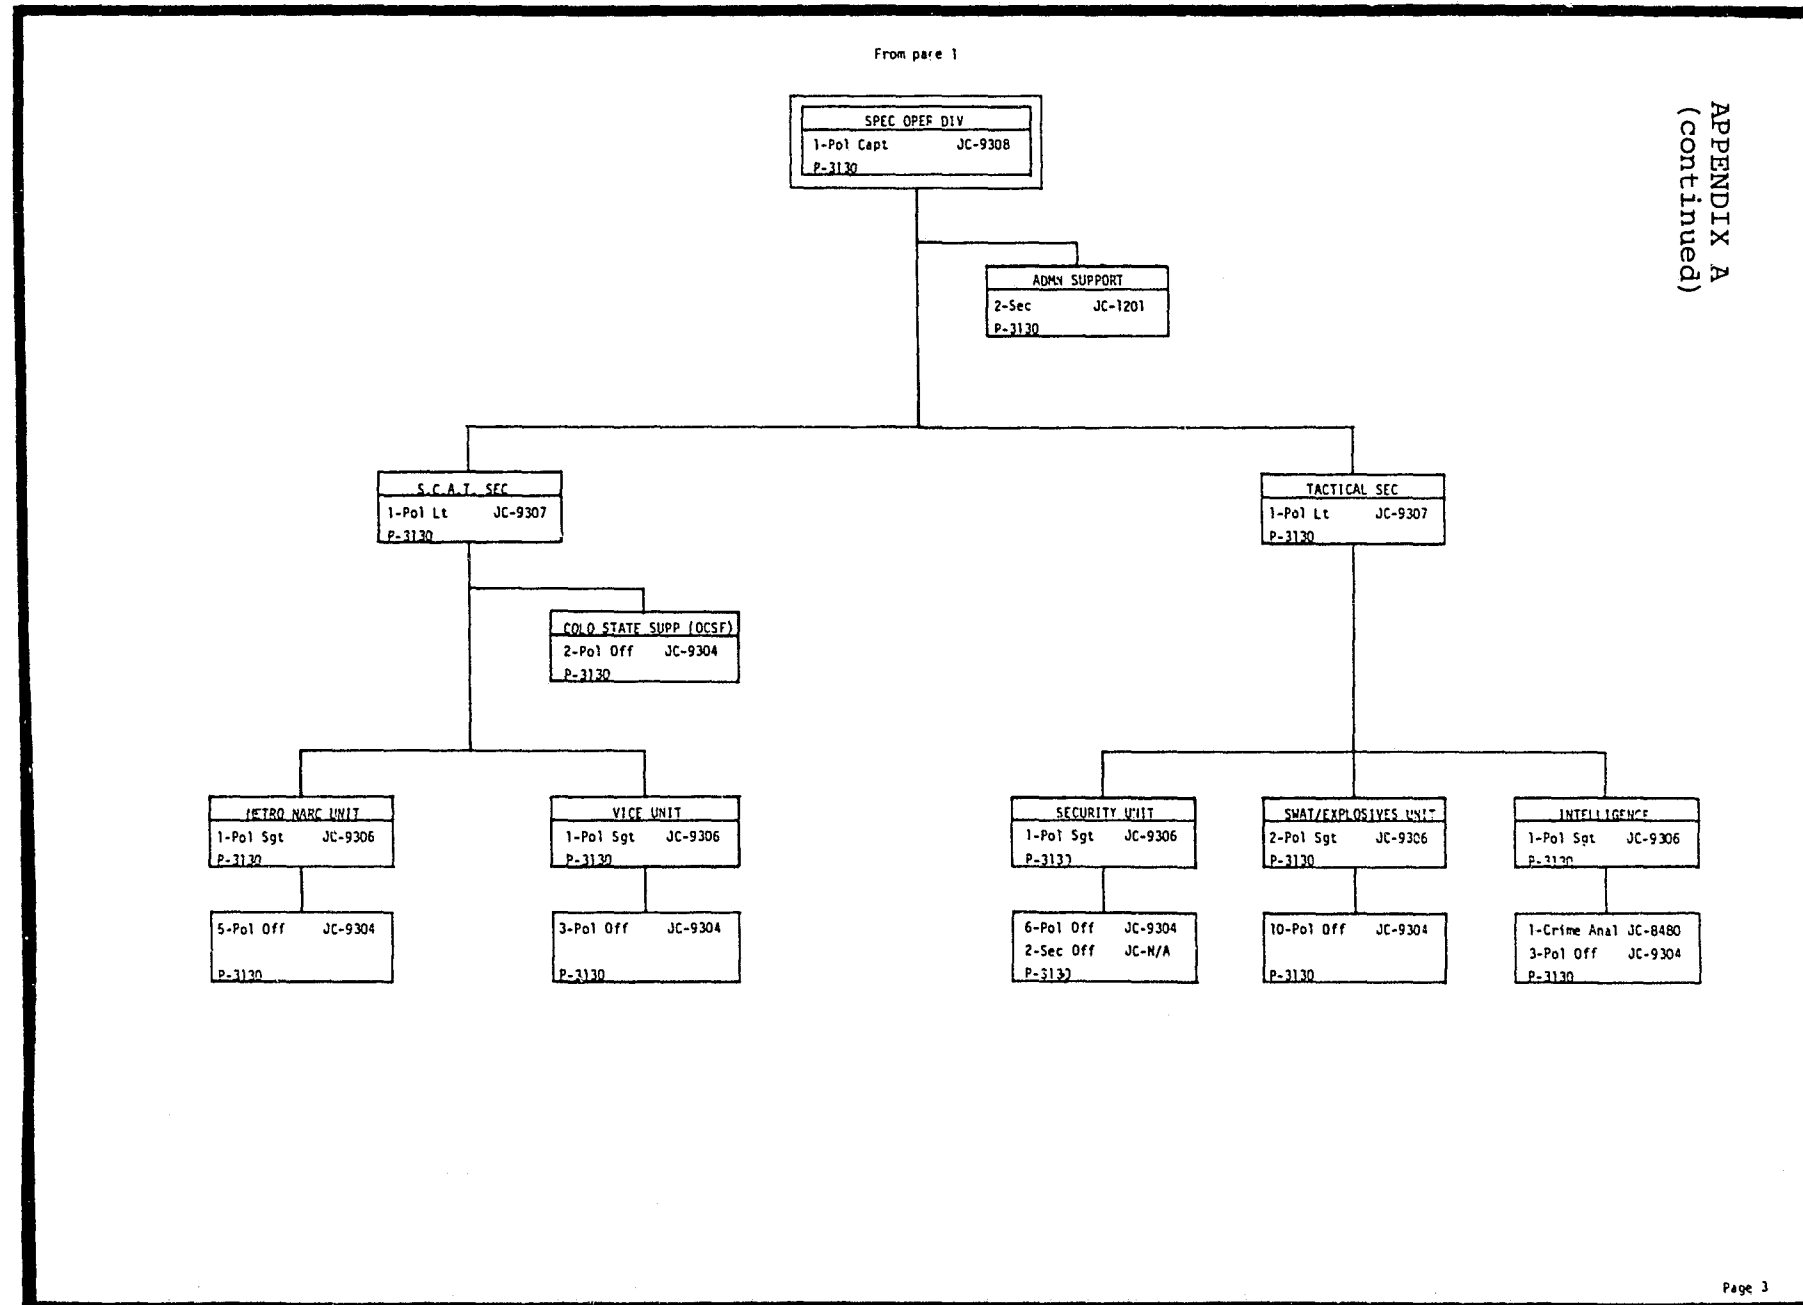 From page 1
APPENDIX A
(continued)
SPEC OPER DIV
1-Pol Capt JC-9308
P-3130
ADMN SUPPORT
2-Sec JC-1201
P-3130
S.C.A.T. SEC
1-Pol Lt JC-9307
P-3130
TACTICAL SEC
1-Pol Lt JC-9307
P-3130
COLO STATE SUPP (OCSF)
2-Pol Off JC-9304
P-3130
METRO NARC UNIT
1-Pol Sgt JC-9306
P-3130
VICE UNIT
1-Pol Sgt JC-9306
P-3130
SECURITY UNIT
1-Pol Sgt JC-9306
P-3130
SWAT/EXPLOSIVES UNIT
2-Pol Sgt JC-9306
P-3130
INTELLIGENCE
1-Pol Sgt JC-9306
P-3130
5-Pol Off JC-9304
P-3130
3-Pol Off JC-9304
P-3130
6-Pol Off JC-9304
2-Sec Off JC-N/A
P-3130
10-Pol Off JC-9304
P-3130
1-Crime Anal JC-8480
3-Pol Off JC-9304
P-3130
Page 3